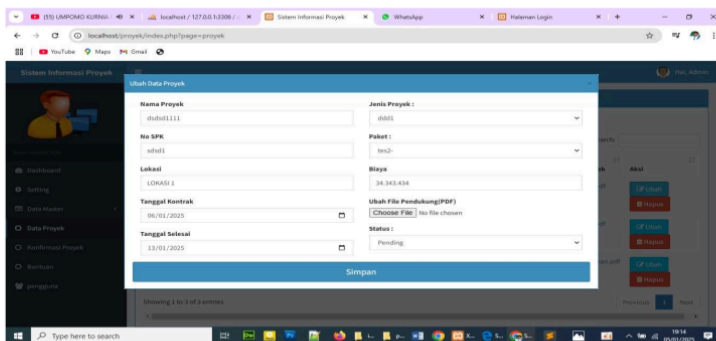 (55) UMPOMO KURNIA
localhost / 127.0.0.1:3306 /
Sistem Informasi Proyek
WhatsApp
Halaman Login
localhost/proyek/index.php?page=proyek
YouTube
Maps
Gmail
Sistem Informasi Proyek
Hai, Admin
Ubah Data Proyek
Nama Proyek
dsdsd1111
Jenis Proyek :
ddd1
No SPK
sdsd1
Paket :
tes2-
Lokasi
LOKASI 1
Biaya
34.343.434
Tanggal Kontrak
06/01/2025
Ubah File Pendukung(PDF)
Choose File No file chosen
Tanggal Selesai
13/01/2025
Status :
Pending
Simpan
Dashboard
Setting
Data Master
Data Proyek
Konfirmasi Proyek
Bantuan
pengguna
Aksi
Ubah
Hapus
Ubah
Hapus
Ubah
Hapus
Showing 1 to 3 of 3 entries
Previous 1 Next
Type here to search
19:14
05/01/2025